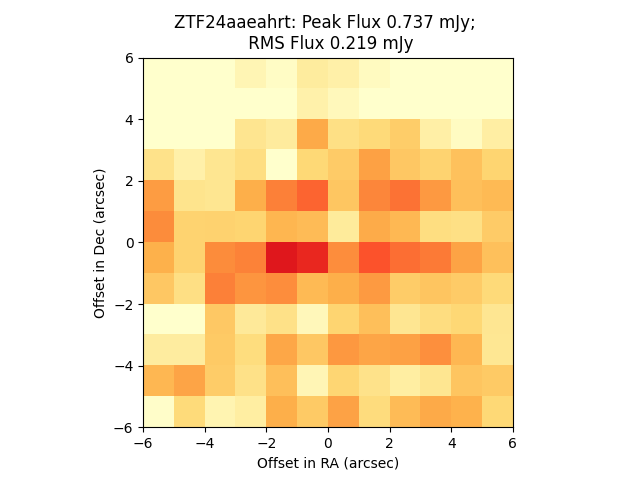 ZTF24aaeahrt: Peak Flux 0.737 mJy;
RMS Flux 0.219 mJy
6
4
2
0
−2
−4
−6
Offset in Dec (arcsec)
−6 −4 −2 0 2 4 6
Offset in RA (arcsec)